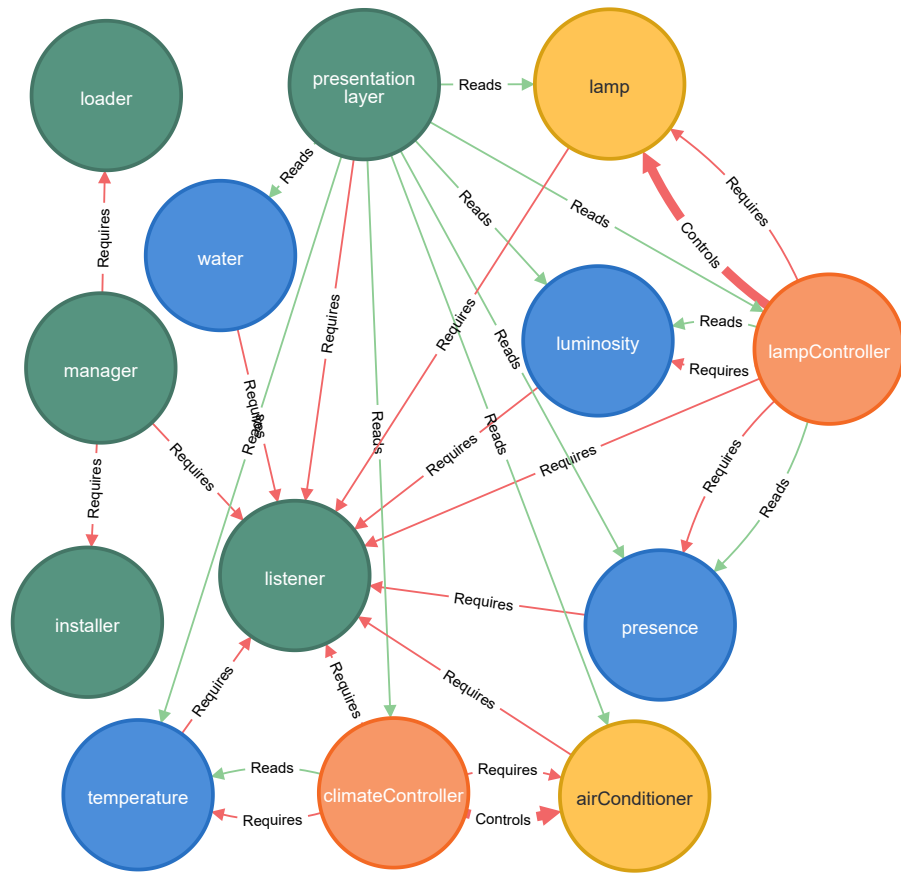 loader
presentation
layer
Reads
lamp
Reads
Requires
Reads
Reads
Requires
water
Controls
Requires
Requires
Requires
luminosity
Reads
lampController
manager
Reads
Requires
Requires
Reads
Reads
Reads
Requires
Requires
Requires
Requires
Requires
Reads
listener
installer
Requires
presence
Requires
Requires
Requires
Reads
Requires
temperature
climateController
airConditioner
Requires
Controls